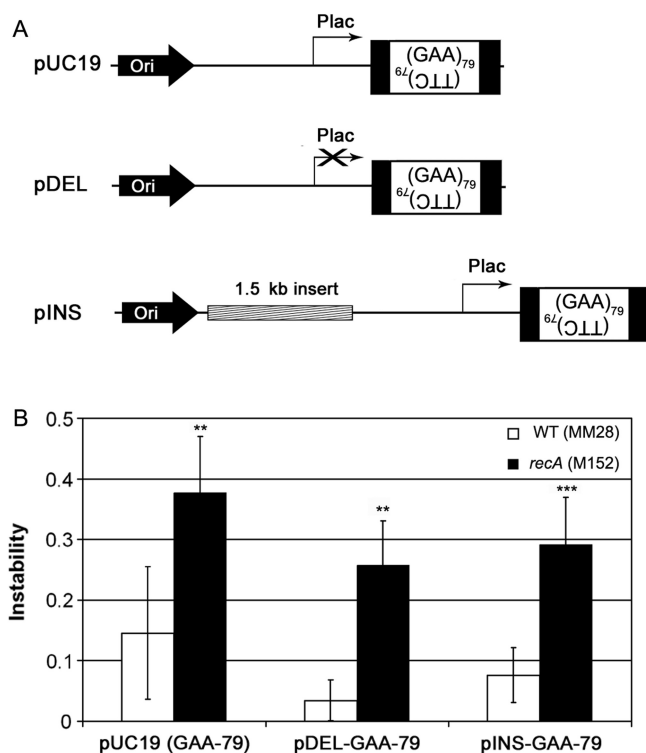 A
Plac
pUC19
Ori
(GAA)79
(TTC)79
Plac
pDEL
Ori
(GAA)79
(TTC)79
1.5 kb insert
Plac
pINS
Ori
(GAA)79
(TTC)79
B
0.5
0.4
0.3
0.2
0.1
0
Instability
**
**
***
WT (MM28)
recA (M152)
pUC19 (GAA-79)
pDEL-GAA-79
pINS-GAA-79